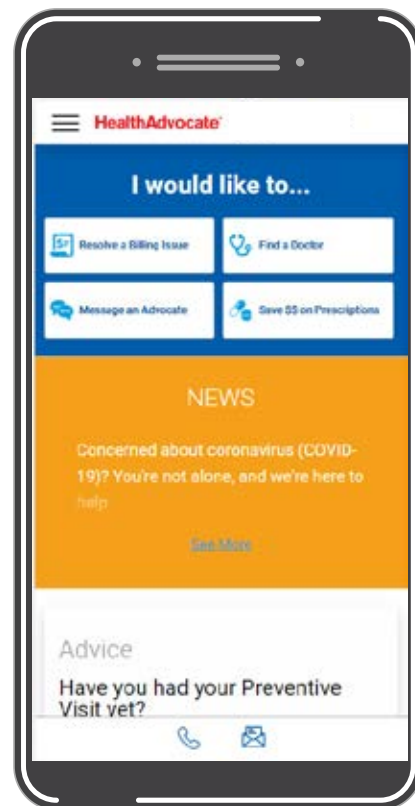 HealthAdvocate
I would like to...
Resolve a Billing Issue
Find a Doctor
Message an Advocate
Save $$ on Prescriptions
NEWS
Concerned about coronavirus (COVID-
19)? You're not alone, and we're here to
help
See More
Advice
Have you had your Preventive
Visit yet?